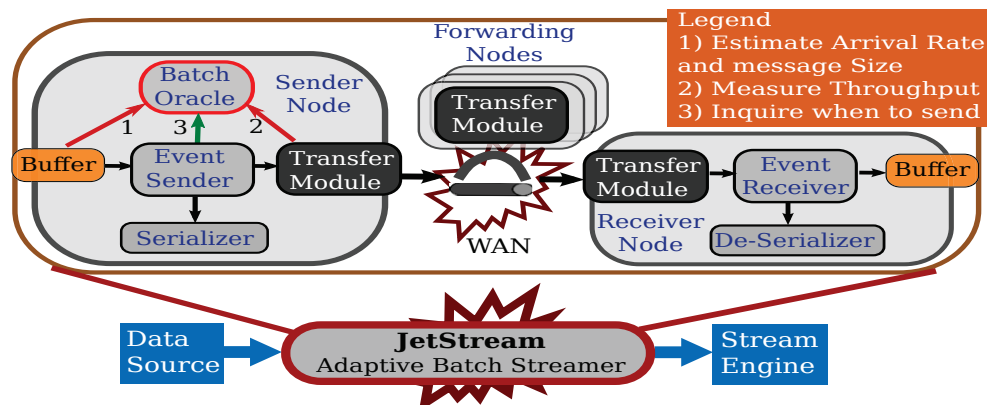 Forwarding
Nodes
Legend
1) Estimate Arrival Rate
and message Size
2) Measure Throughput
3) Inquire when to send
Batch
Oracle
Sender
Node
1
3
2
Transfer
Module
Buffer
Event
Sender
Transfer
Module
Serializer
WAN
Transfer
Module
Event
Receiver
Buffer
Receiver
Node
De-Serializer
Data
Source
JetStream
Adaptive Batch Streamer
Stream
Engine